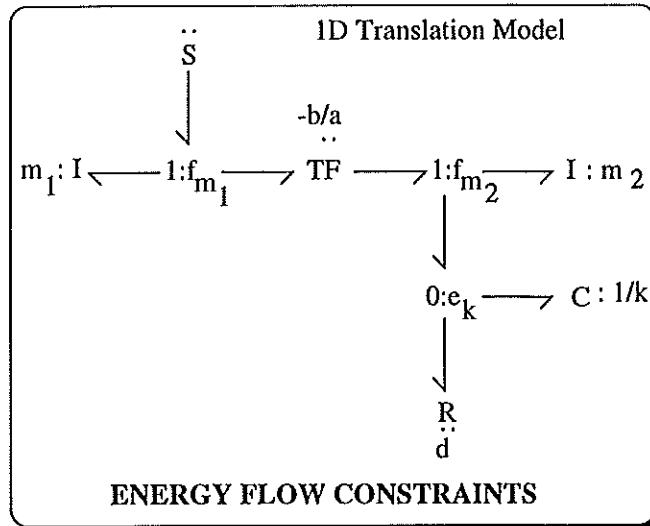 1D Translation Model
..
S
-b/a
..
m1: I 1:fm1 TF 1:fm2 I : m2
0:ek C : 1/k
R
..
d
ENERGY FLOW CONSTRAINTS